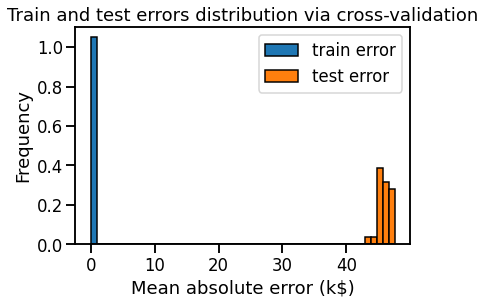 Train and test errors distribution via cross-validation
train error
test error
Frequency
1.0
0.8
0.6
0.4
0.2
0.0
0 10 20 30 40
Mean absolute error (k$)